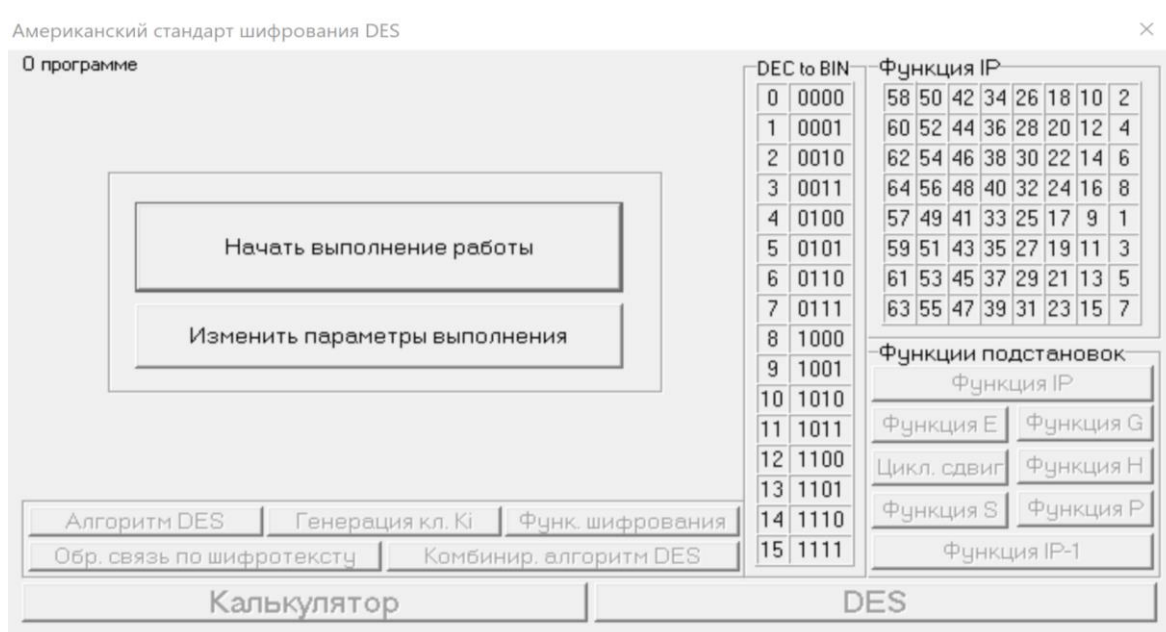 Американский стандарт шифрования DES
О программе
Начать выполнение работы
Изменить параметры выполнения
Алгоритм DES Генерация кл. Ki Функ. шифрования
Обр. связь по шифротексту Комбинир. алгоритм DES
DEC to BIN
0 0000
1 0001
2 0010
3 0011
4 0100
5 0101
6 0110
7 0111
8 1000
9 1001
10 1010
11 1011
12 1100
13 1101
14 1110
15 1111
Функция IP
58 50 42 34 26 18 10 2
60 52 44 36 28 20 12 4
62 54 46 38 30 22 14 6
64 56 48 40 32 24 16 8
57 49 41 33 25 17 9 1
59 51 43 35 27 19 11 3
61 53 45 37 29 21 13 5
63 55 47 39 31 23 15 7
Функции подстановок
Функция IP
Функция E Функция G
Цикл. сдвиг Функция H
Функция S Функция P
Функция IP-1
Калькулятор DES